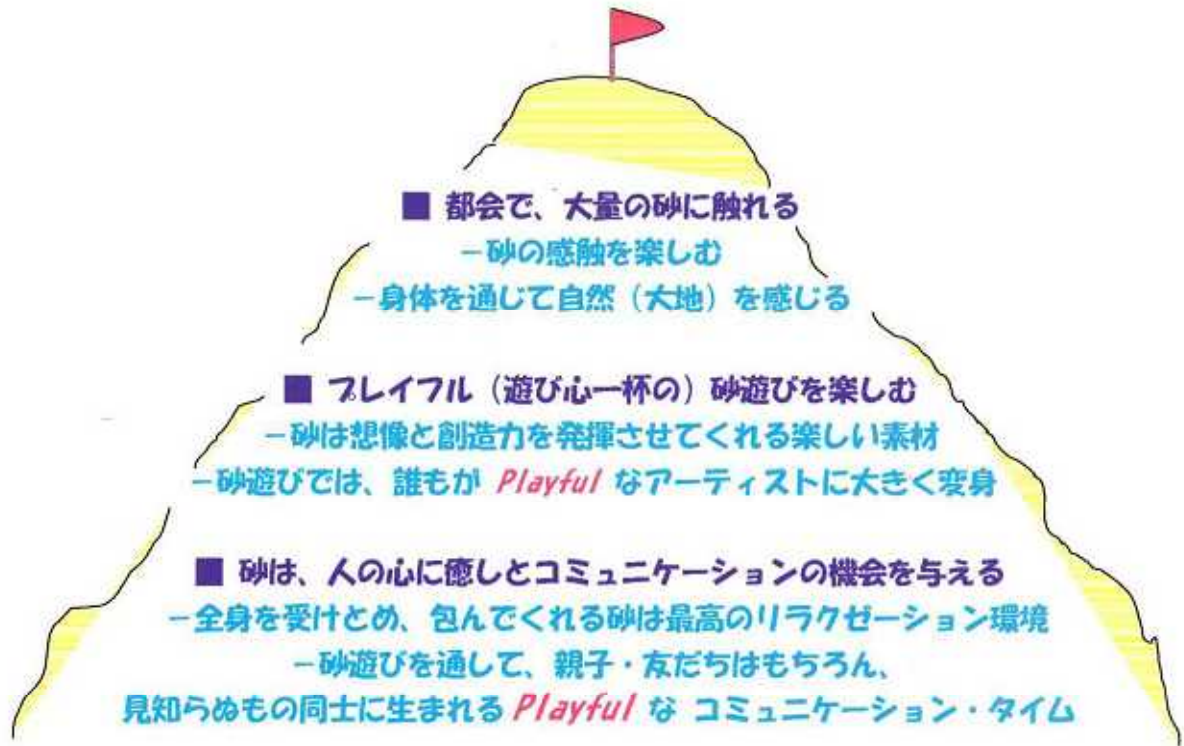 ■ 都会で、大量の砂に触れる
－砂の感触を楽しむ
－身体を通じて自然（大地）を感じる
■ プレイフル（遊び心一杯の）砂遊びを楽しむ
－砂は想像と創造力を発揮させてくれる楽しい素材
－砂遊びでは、誰もが Playful なアーティストに大きく変身
■ 砂は、人の心に癒しとコミュニケーションの機会を与える
－全身を受けとめ、包んでくれる砂は最高のリラクゼーション環境
－砂遊びを通して、親子・友だちはもちろん、
見知らぬもの同士に生まれる Playful な コミュニケーション・タイム